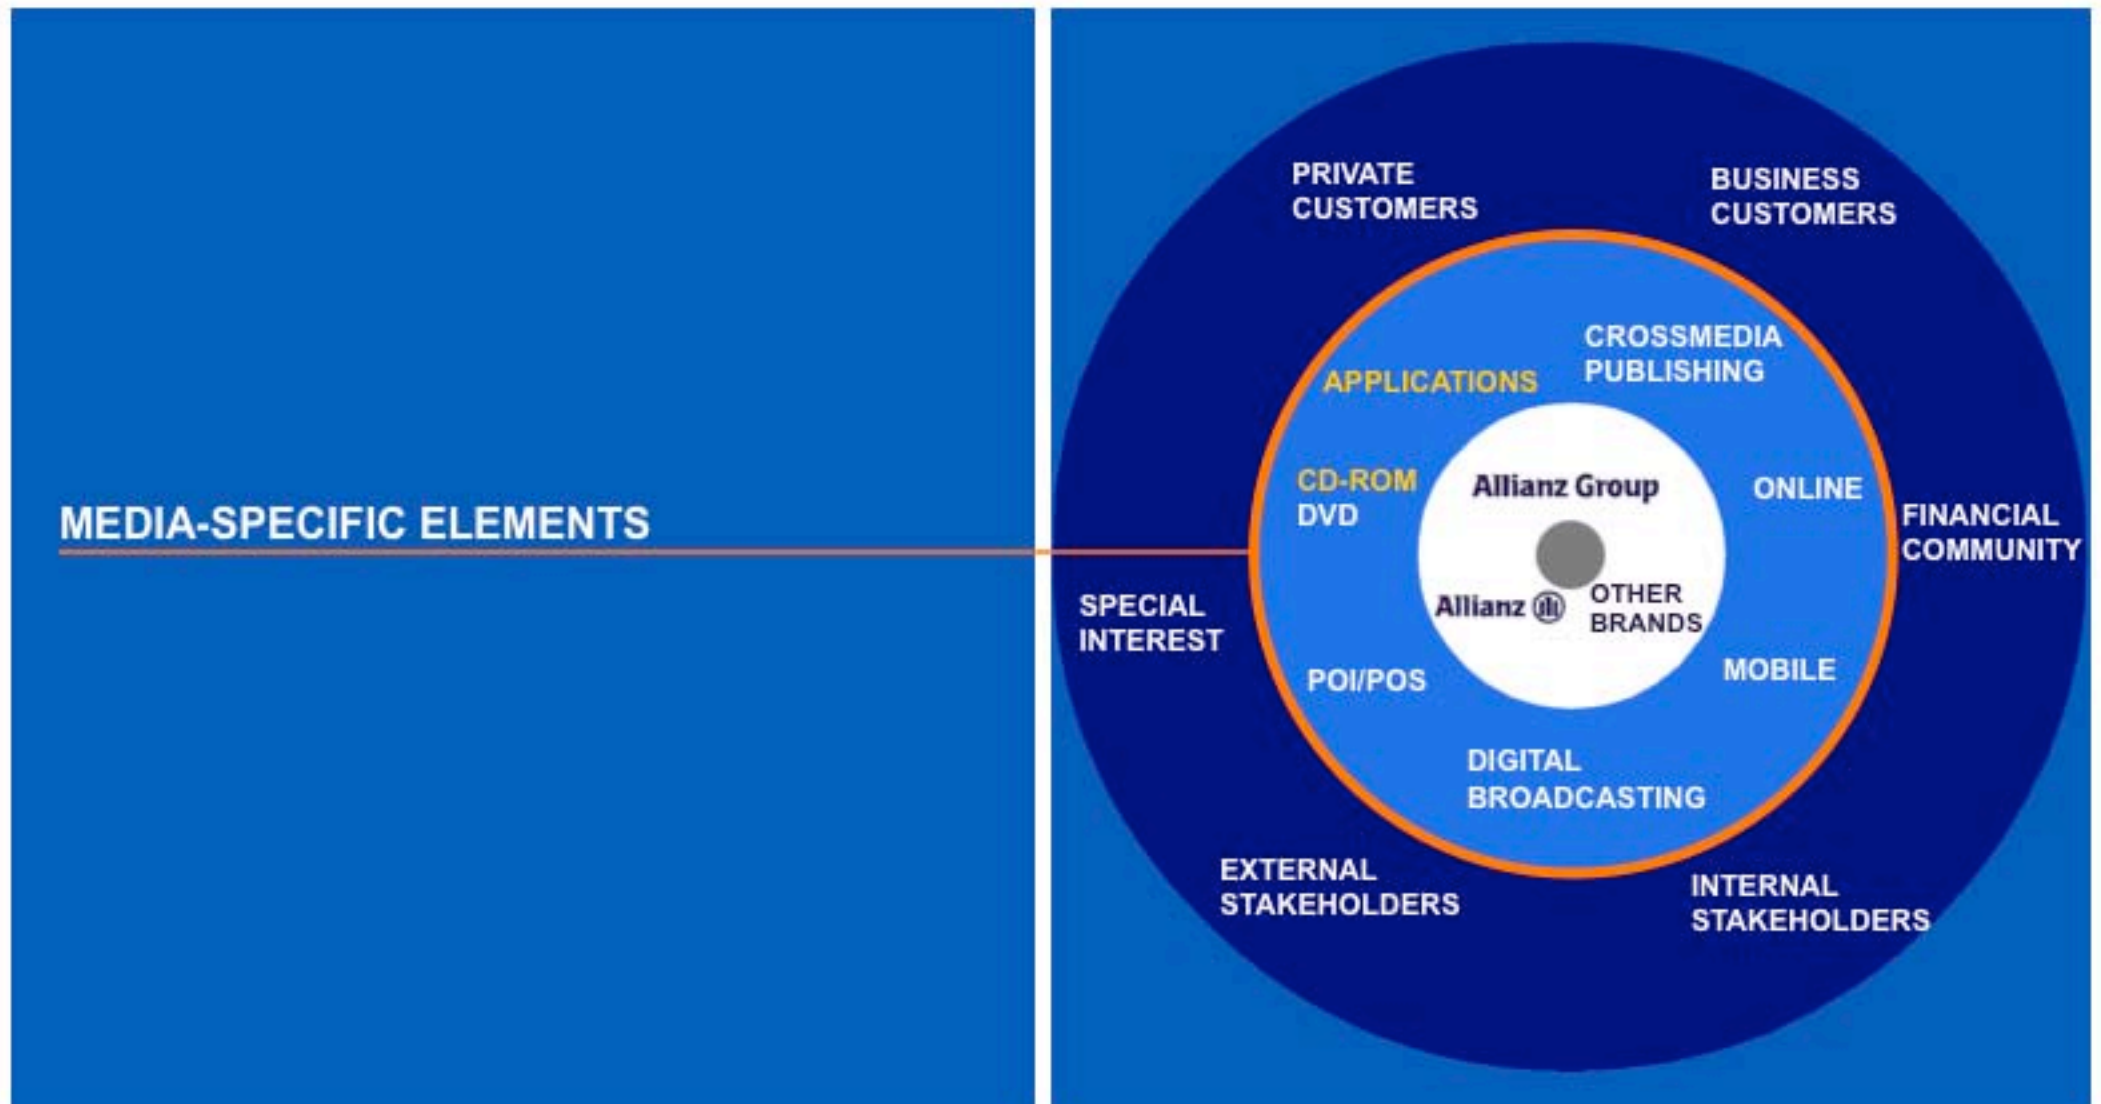 MEDIA-SPECIFIC ELEMENTS
PRIVATE
CUSTOMERS
BUSINESS
CUSTOMERS
CROSSMEDIA
PUBLISHING
APPLICATIONS
CD-ROM
DVD
Allianz Group
ONLINE
FINANCIAL
COMMUNITY
SPECIAL
INTEREST
Allianz
OTHER
BRANDS
POI/POS
MOBILE
DIGITAL
BROADCASTING
EXTERNAL
STAKEHOLDERS
INTERNAL
STAKEHOLDERS